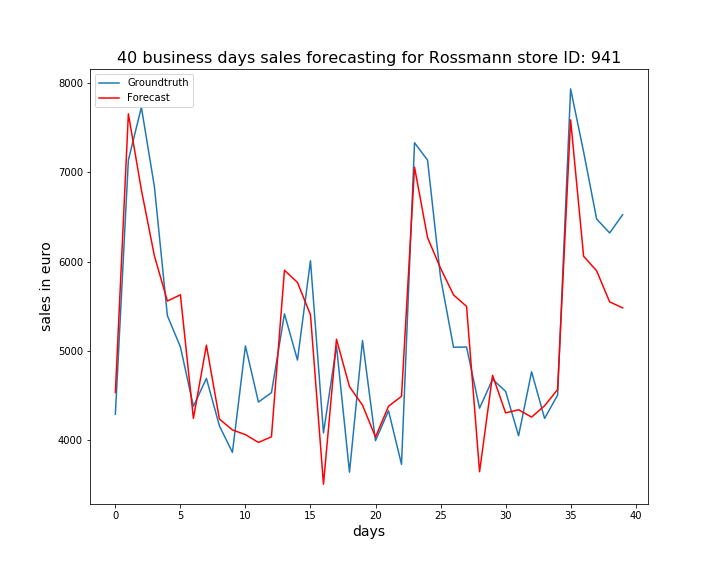 40 business days sales forecasting for Rossmann store ID: 941
Groundtruth
Forecast
8000
7000
6000
5000
4000
sales in euro
0 5 10 15 20 25 30 35 40
days